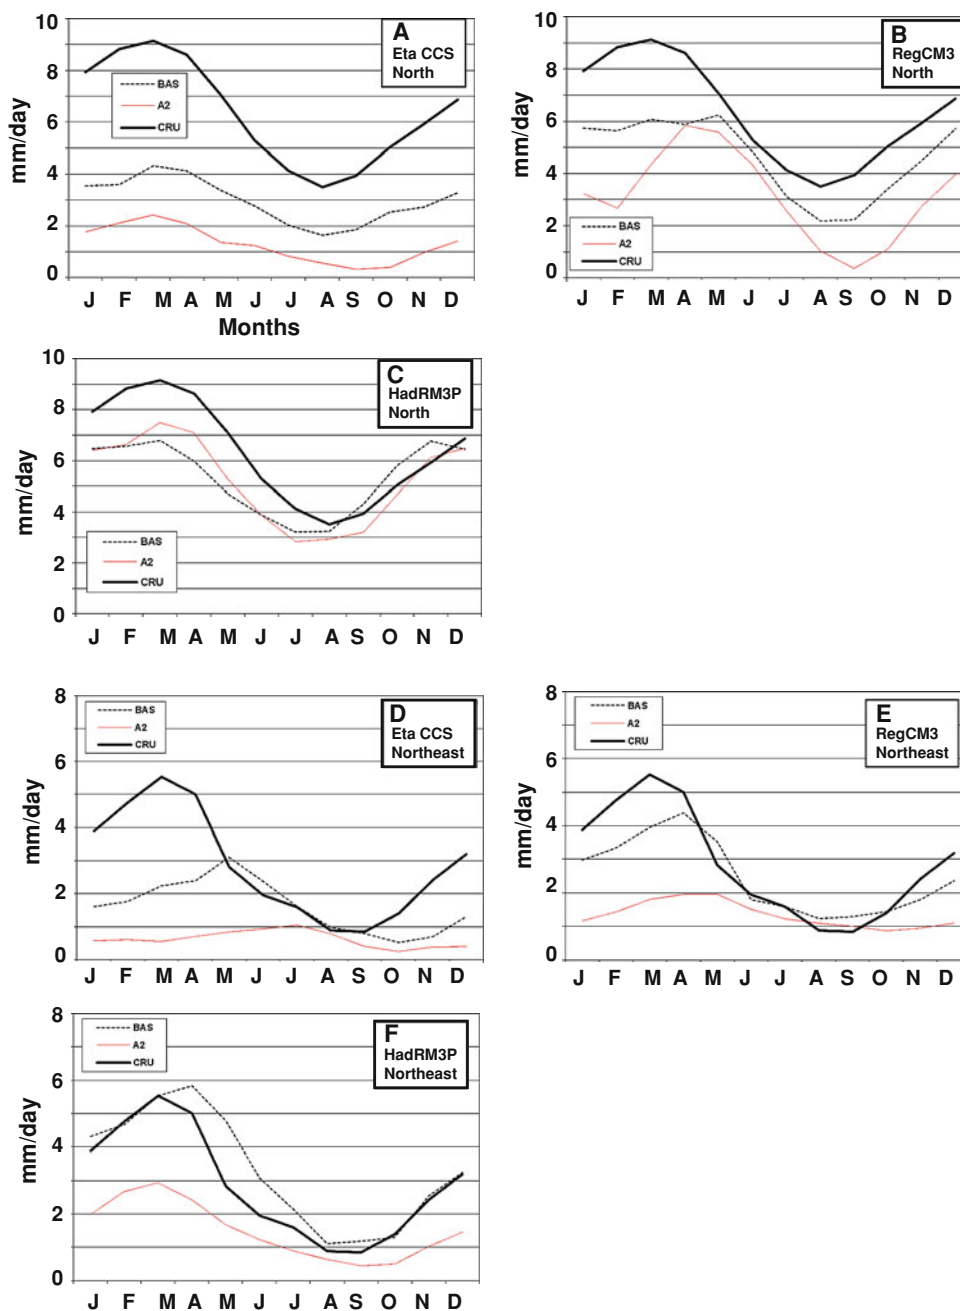 10
8
6
4
2
0
mm/day
A
Eta CCS
North
BAS
A2
CRU
J F M A M J J A S O N D
Months
10
8
6
4
2
0
mm/day
B
RegCM3
North
BAS
A2
CRU
J F M A M J J A S O N D
10
8
6
4
2
0
mm/day
C
HadRM3P
North
BAS
A2
CRU
J F M A M J J A S O N D
8
6
4
2
0
mm/day
D
Eta CCS
Northeast
BAS
A2
CRU
J F M A M J J A S O N D
8
6
4
2
0
mm/day
E
RegCM3
Northeast
BAS
A2
CRU
J F M A M J J A S O N D
8
6
4
2
0
mm/day
F
HadRM3P
Northeast
BAS
A2
CRU
J F M A M J J A S O N D